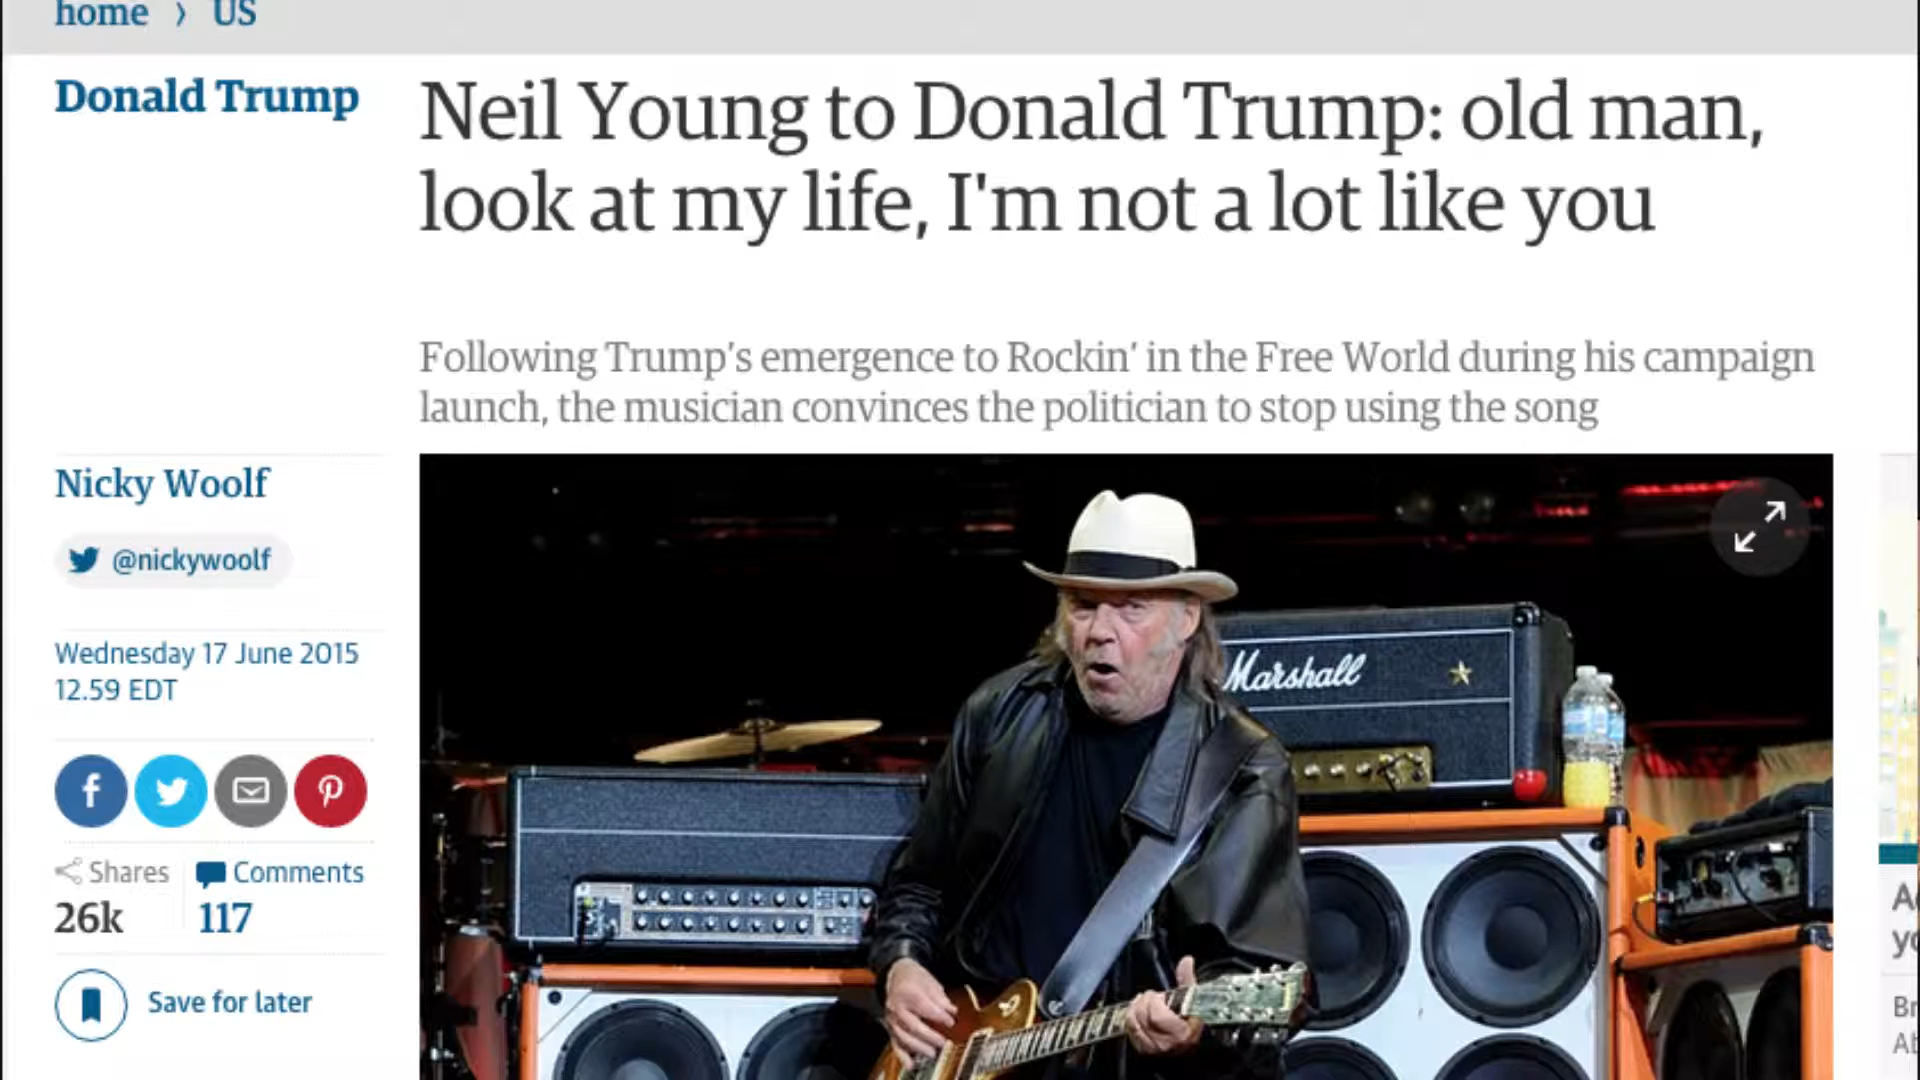 home › US
Donald Trump
Neil Young to Donald Trump: old man,
look at my life, I'm not a lot like you
Following Trump's emergence to Rockin' in the Free World during his campaign
launch, the musician convinces the politician to stop using the song
Nicky Woolf
@nickywoolf
Wednesday 17 June 2015
12.59 EDT
Shares
26k
Comments
117
Save for later
Marshall